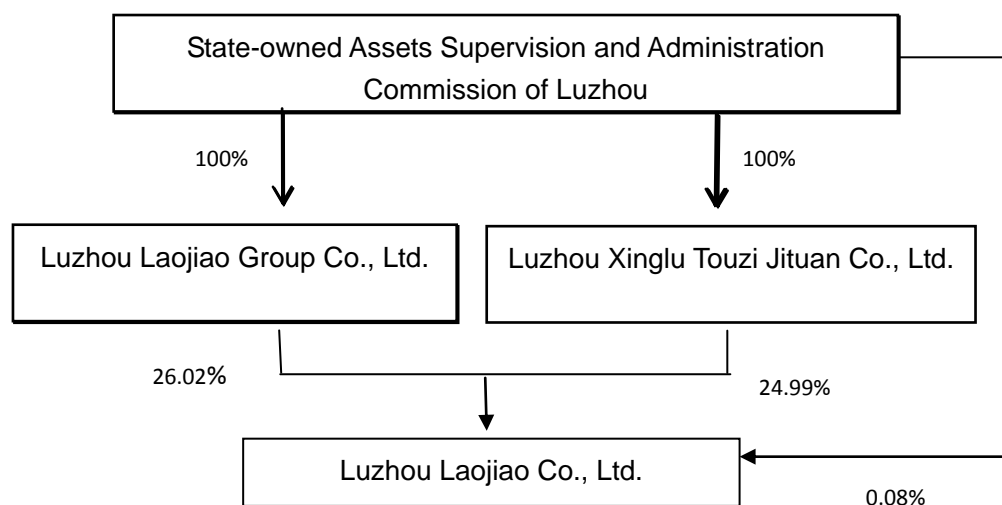 State-owned Assets Supervision and Administration
Commission of Luzhou
100%
100%
Luzhou Laojiao Group Co., Ltd.
Luzhou Xinglu Touzi Jituan Co., Ltd.
26.02%
24.99%
Luzhou Laojiao Co., Ltd.
0.08%